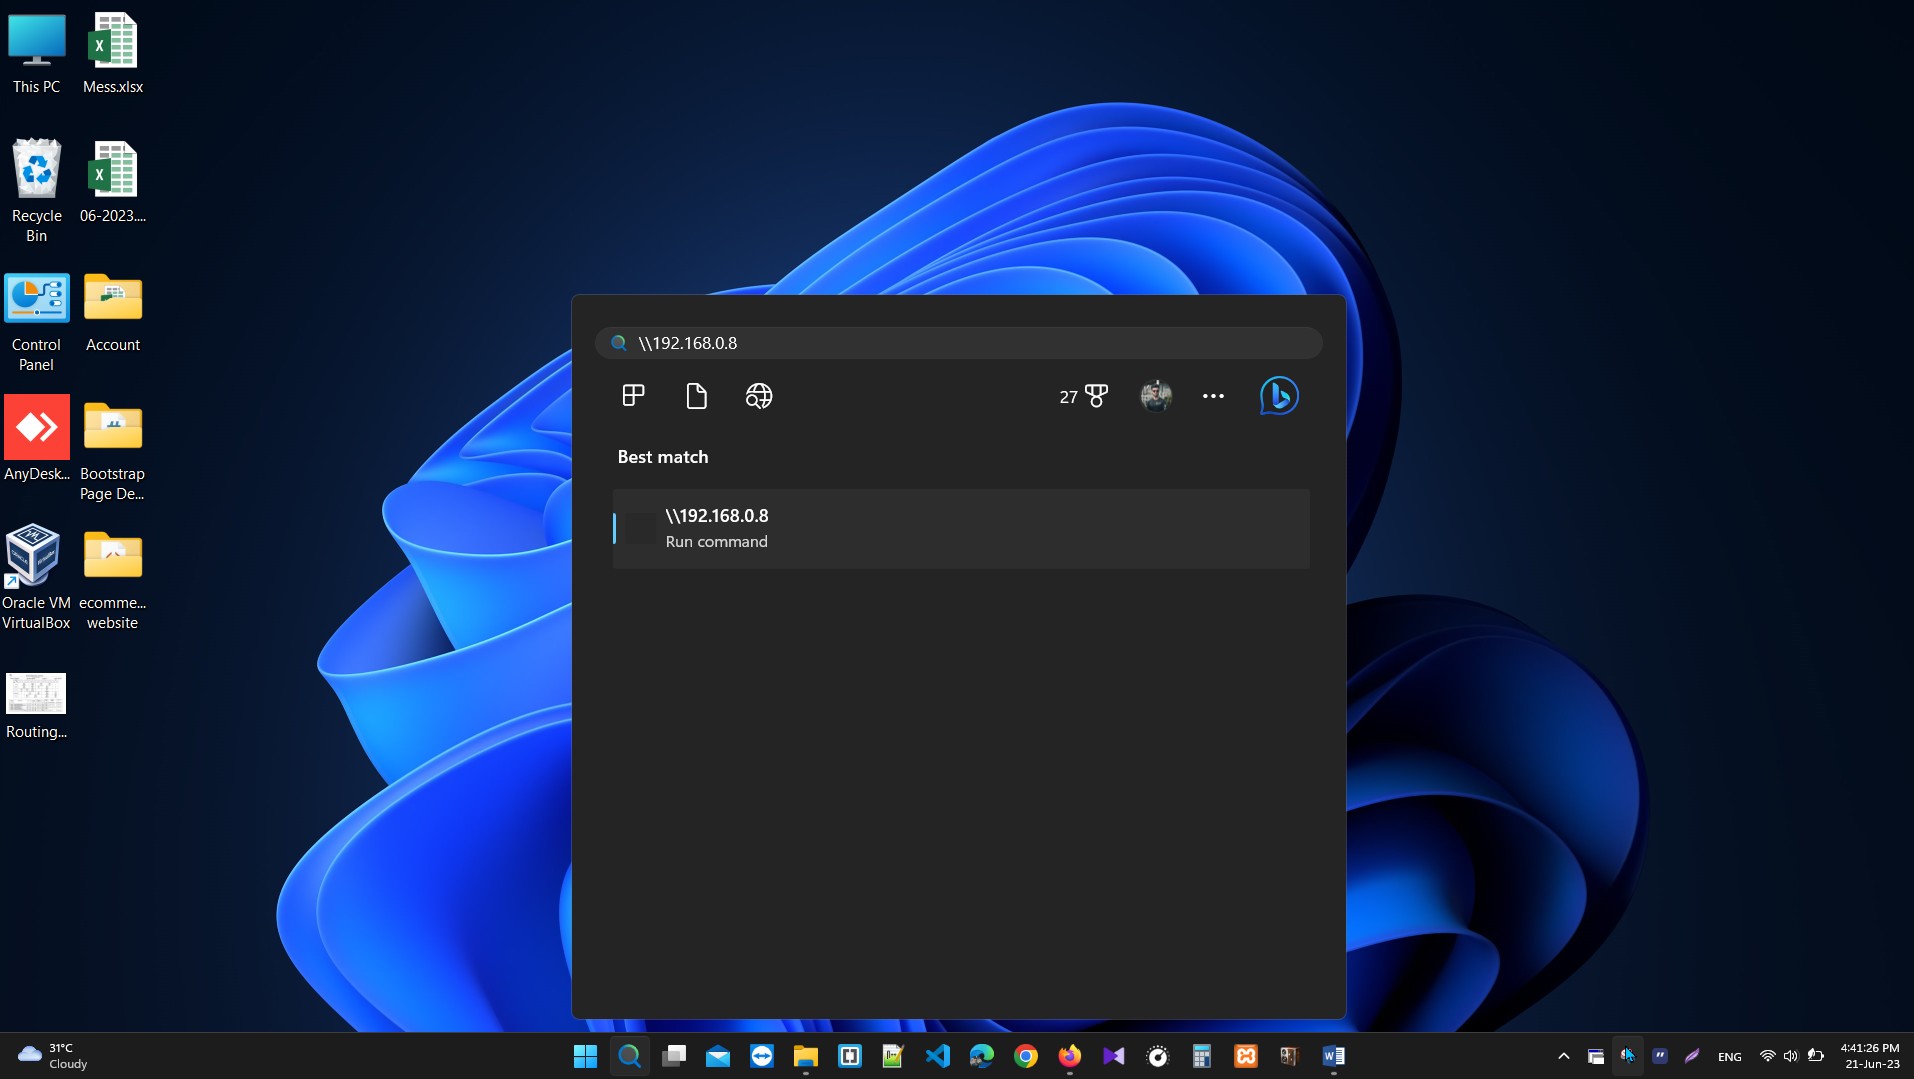 This PC
Mess.xlsx
Recycle
Bin
06-2023....
Control
Panel
Account
AnyDesk...
Bootstrap
Page De...
Oracle VM
VirtualBox
ecomme...
website
Routing...
\\192.168.0.8
27
Best match
\\192.168.0.8
Run command
31°C
Cloudy
ENG
4:41:26 PM
21-Jun-23